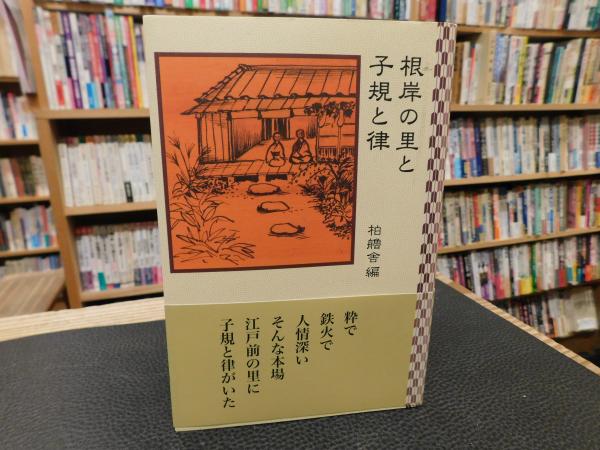 根岸の里と
子規と律
柏艪舎編
粋で
鉄火で
人情深い
そんな本場
江戸前の里に
子規と律がいた